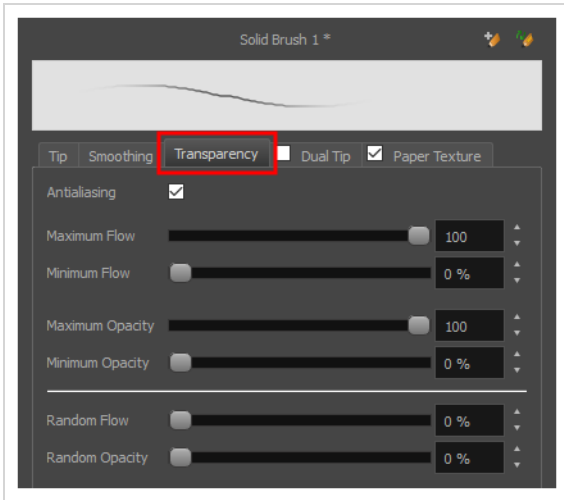 Solid Brush 1 *
Tip Smoothing Transparency Dual Tip Paper Texture
Antialiasing
Maximum Flow 100
Minimum Flow 0 %
Maximum Opacity 100
Minimum Opacity 0 %
Random Flow 0 %
Random Opacity 0 %